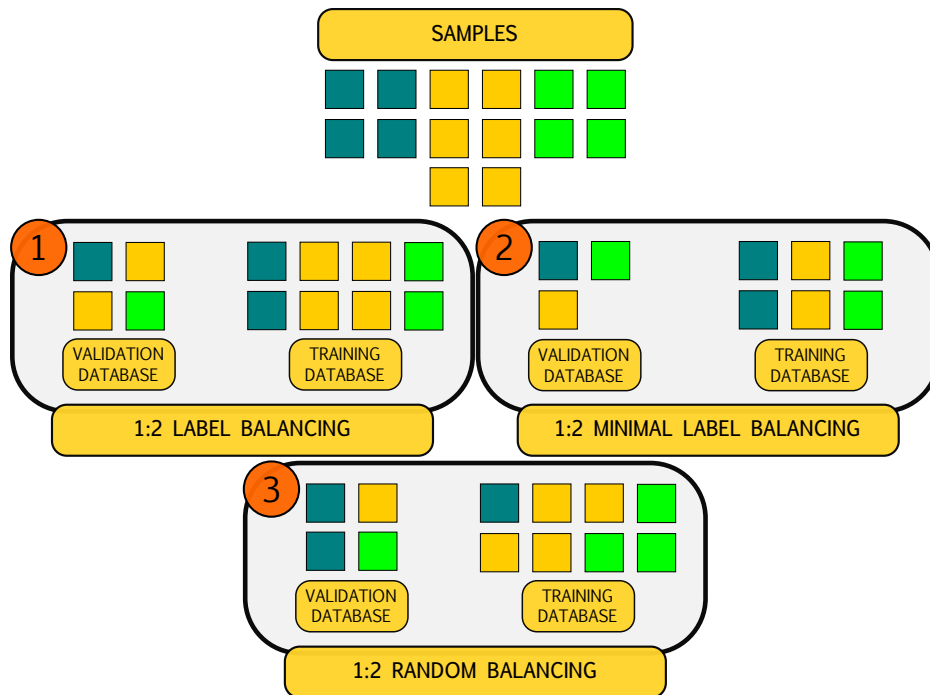 SAMPLES
1
VALIDATION
DATABASE
TRAINING
DATABASE
1:2 LABEL BALANCING
2
VALIDATION
DATABASE
TRAINING
DATABASE
1:2 MINIMAL LABEL BALANCING
3
VALIDATION
DATABASE
TRAINING
DATABASE
1:2 RANDOM BALANCING